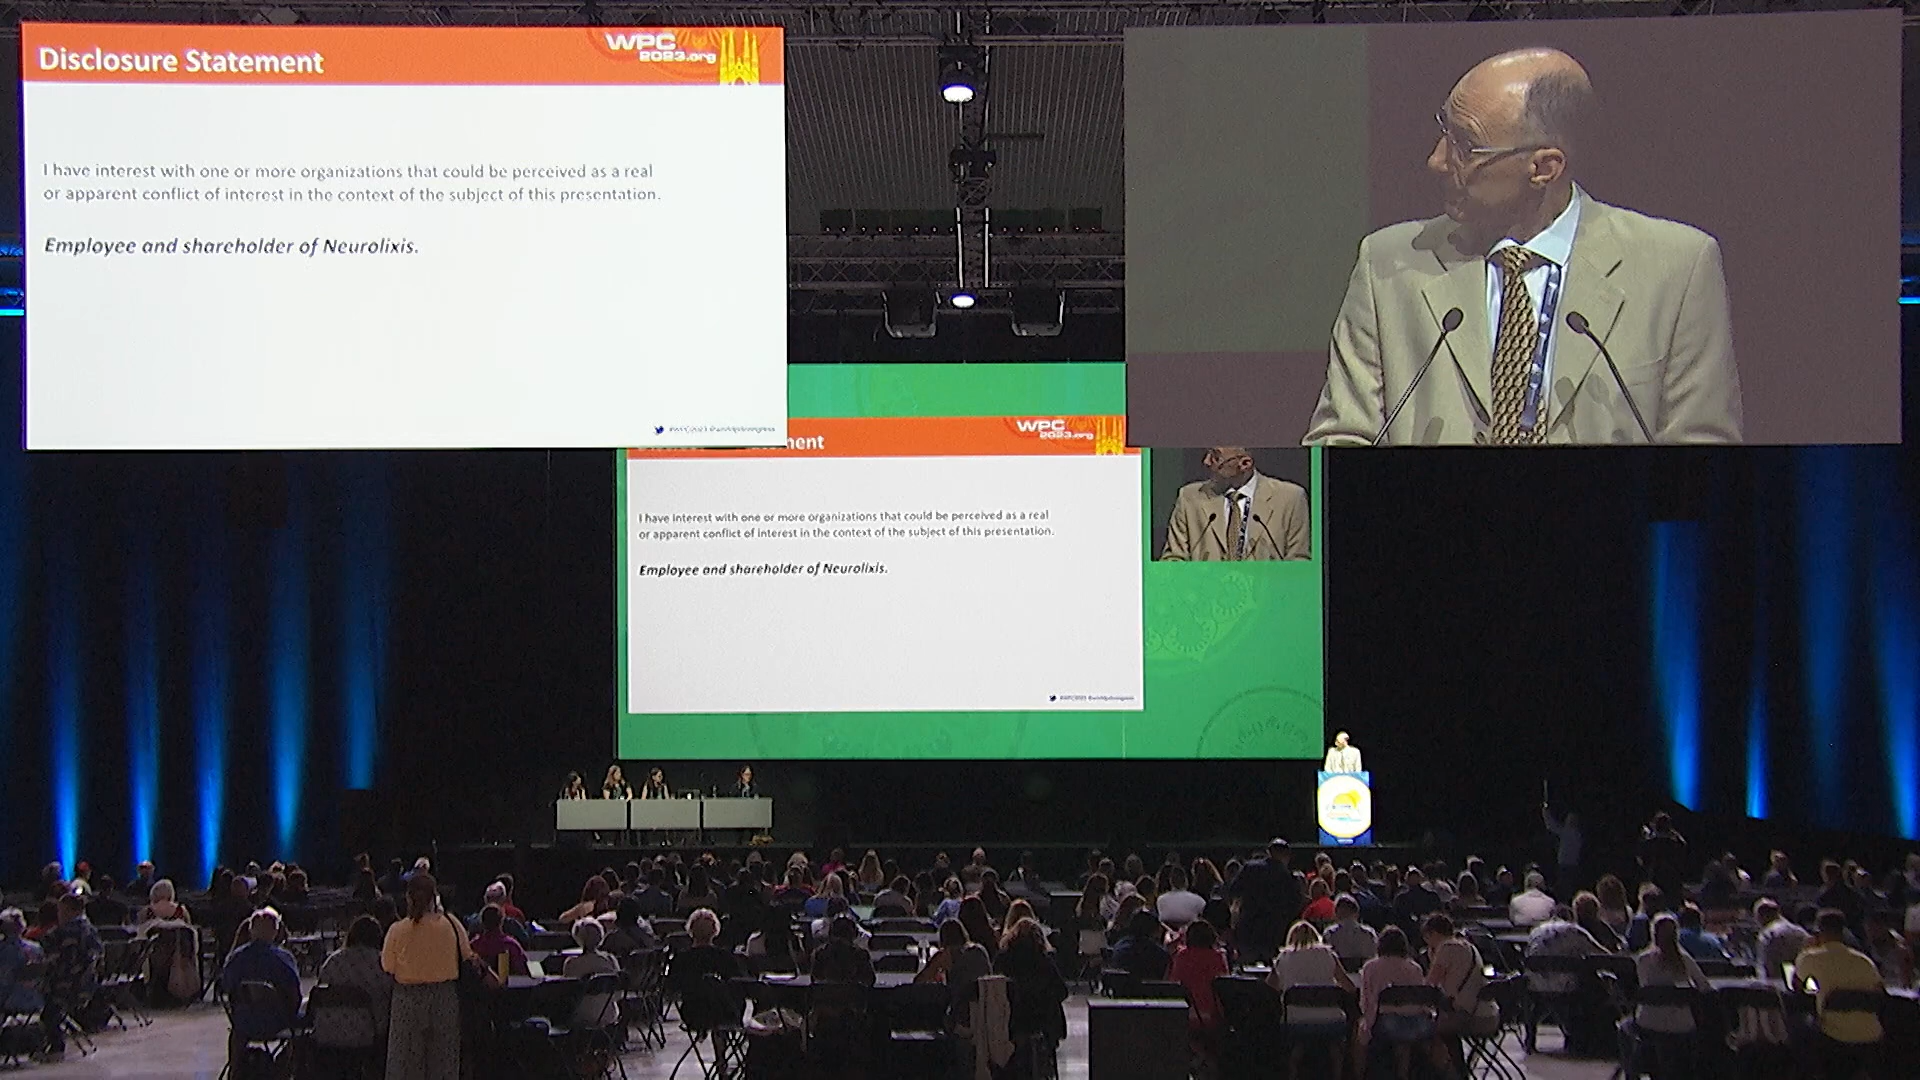 Disclosure Statement
WPC
2023.org
I have interest with one or more organizations that could be perceived as a real
or apparent conflict of interest in the context of the subject of this presentation.
Employee and shareholder of Neurolixis.
WPC
2023.org
I have interest with one or more organizations that could be perceived as a real
or apparent conflict of interest in the context of the subject of this presentation.
Employee and shareholder of Neurolixis.